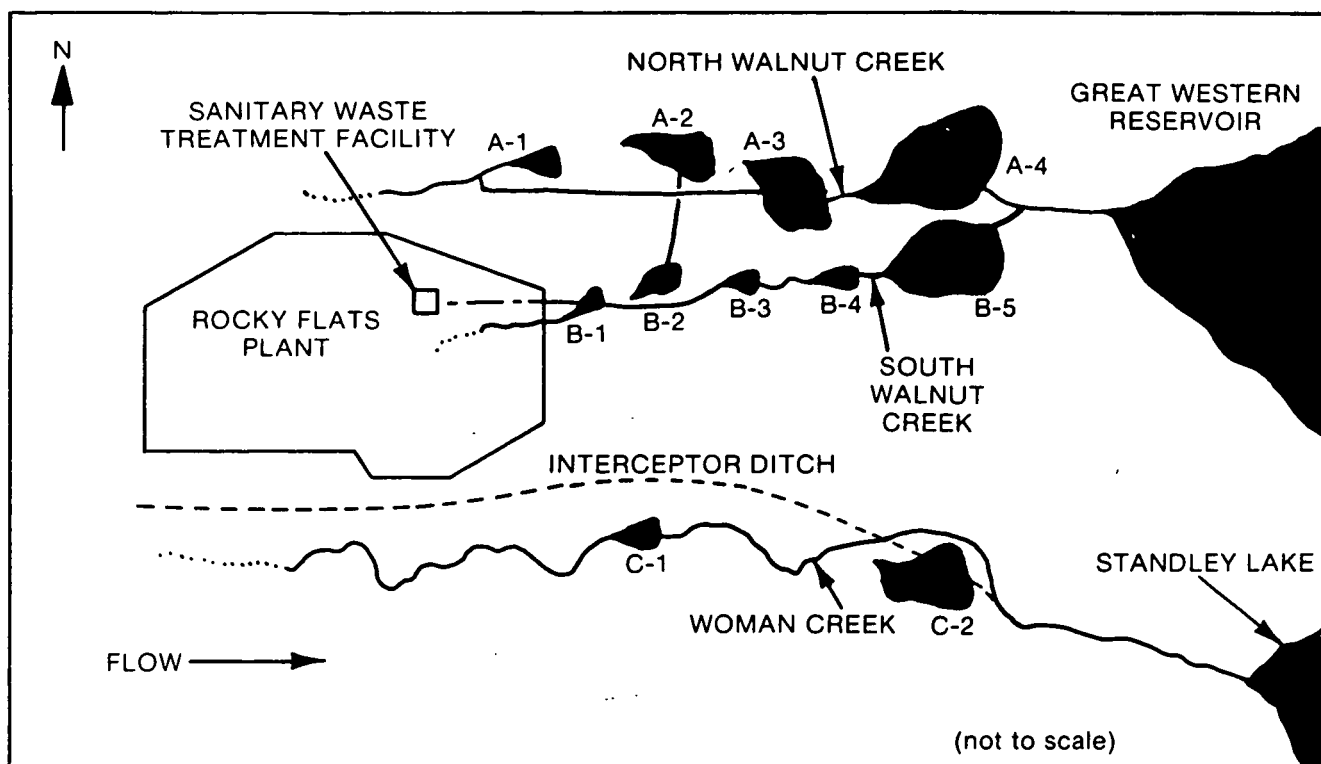 N
NORTH WALNUT CREEK
GREAT WESTERN
RESERVOIR
SANITARY WASTE
TREATMENT FACILITY
A-1
A-2
A-3
A-4
ROCKY FLATS
PLANT
B-1
B-2
B-3
B-4
B-5
SOUTH
WALNUT
CREEK
INTERCEPTOR DITCH
C-1
WOMAN CREEK
C-2
STANDLEY LAKE
FLOW
(not to scale)